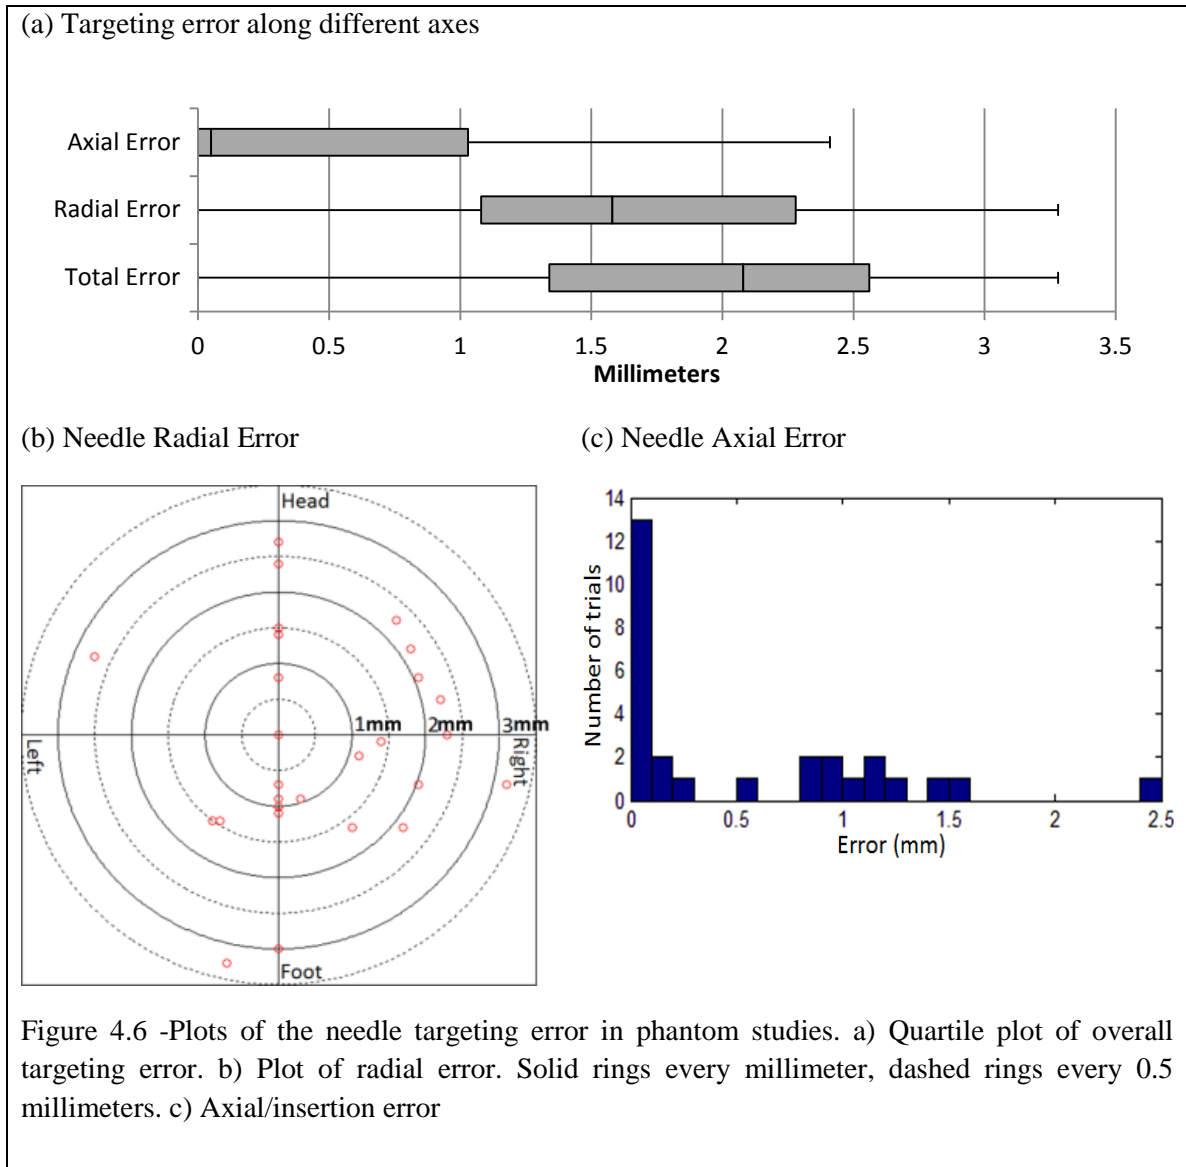 (a) Targeting error along different axes
Axial Error
Radial Error
Total Error
0 0.5 1 1.5 2 2.5 3 3.5
Millimeters
(b) Needle Radial Error
(c) Needle Axial Error
Head
1mm 2mm 3mm
Left
Right
Foot
14
12
10
8
6
4
2
0
Number of trials
0 0.5 1 1.5 2 2.5
Error (mm)
Figure 4.6 -Plots of the needle targeting error in phantom studies. a) Quartile plot of overall
targeting error. b) Plot of radial error. Solid rings every millimeter, dashed rings every 0.5
millimeters. c) Axial/insertion error